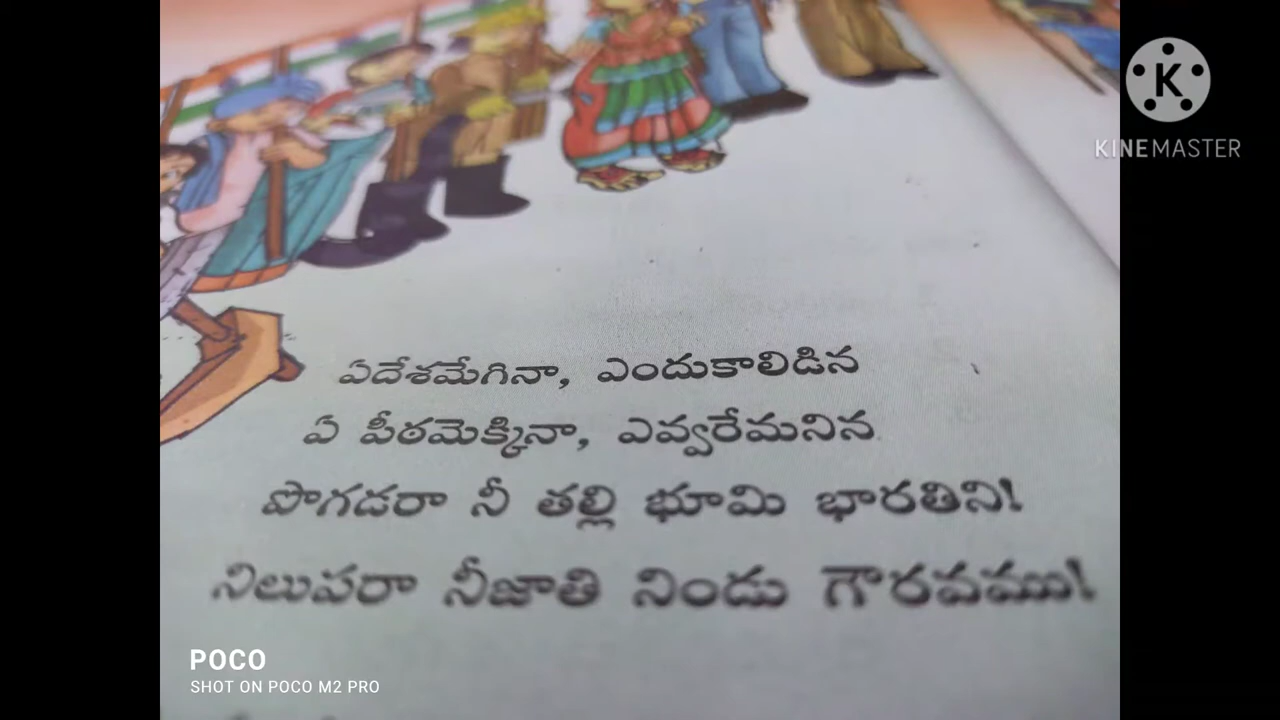 KINEMASTER
ఏదేశమేగినా, ఎందుకాలిడిన
ఏ పీఠమెక్కినా, ఎవ్వరేమనిన
పొగడరా నీ తల్లి భూమి భారతిని!
నిలుపరా నీజాతి నిండు గౌరవము!
POCO
SHOT ON POCO M2 PRO